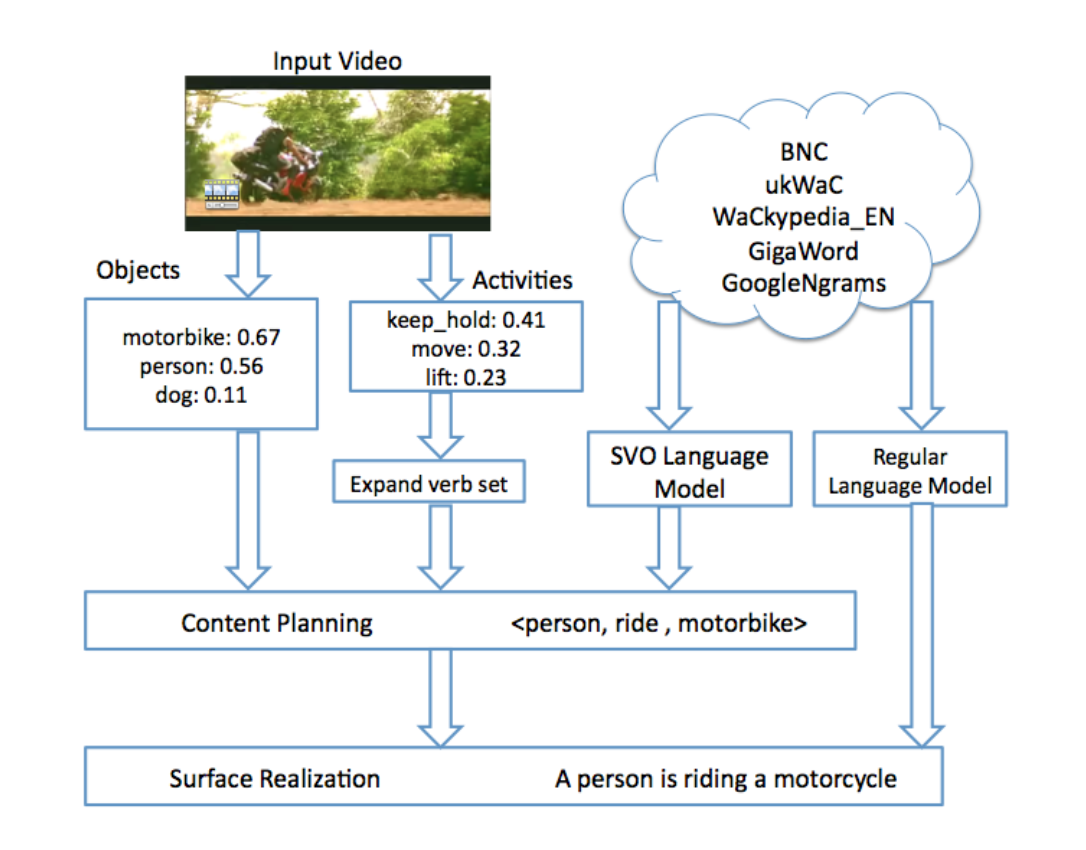 Input Video
BNC
ukWaC
WaCkypedia_EN
GigaWord
GoogleNgrams
Objects
Activities
motorbike: 0.67
person: 0.56
dog: 0.11
keep_hold: 0.41
move: 0.32
lift: 0.23
Expand verb set
SVO Language
Model
Regular
Language Model
Content Planning
<person, ride , motorbike>
Surface Realization
A person is riding a motorcycle